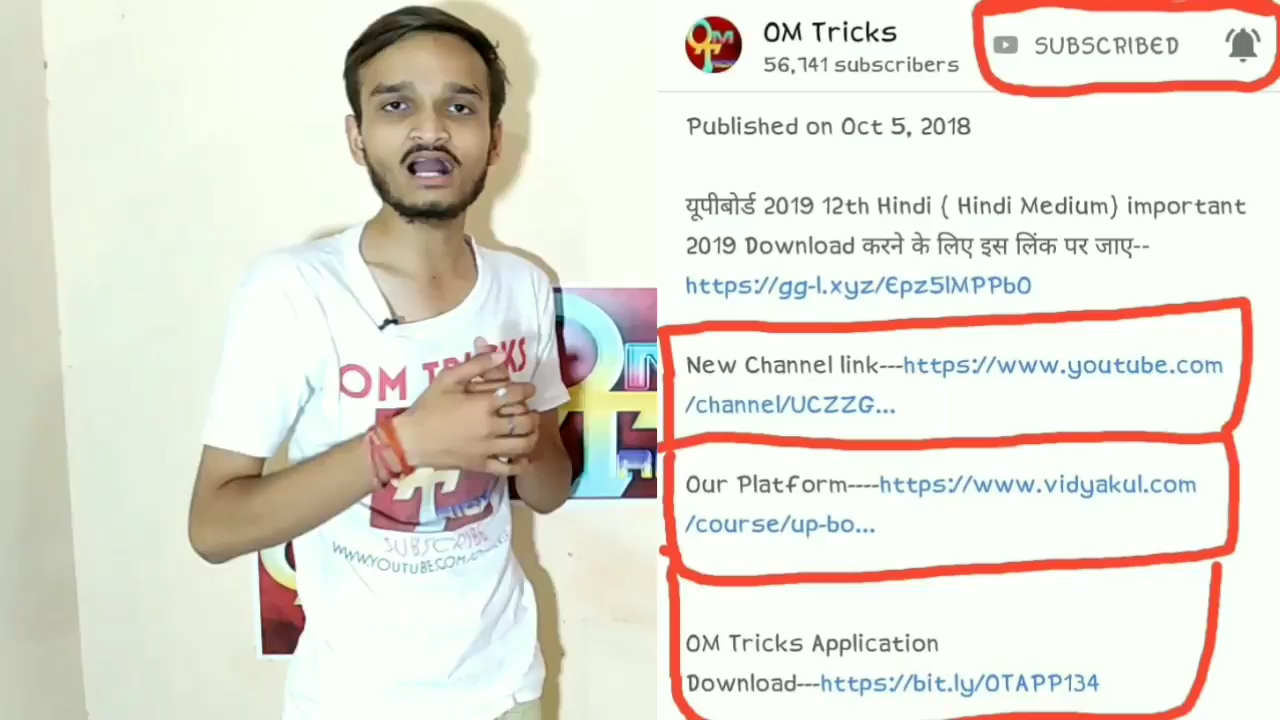 OM Tricks
56,741 subscribers
SUBSCRIBED
Published on Oct 5, 2018
यूपीबोर्ड 2019 12th Hindi ( Hindi Medium) important
2019 Download करने के लिए इस लिंक पर जाए--
https://gg-l.xyz/Epz5lMPPb0
New Channel link---https://www.youtube.com
/channel/UCZZG...
Our Platform----https://www.vidyakul.com
/course/up-bo...
OM Tricks Application
Download---https://bit.ly/OTAPP134
OM TRICKS
SUBSCRIBE